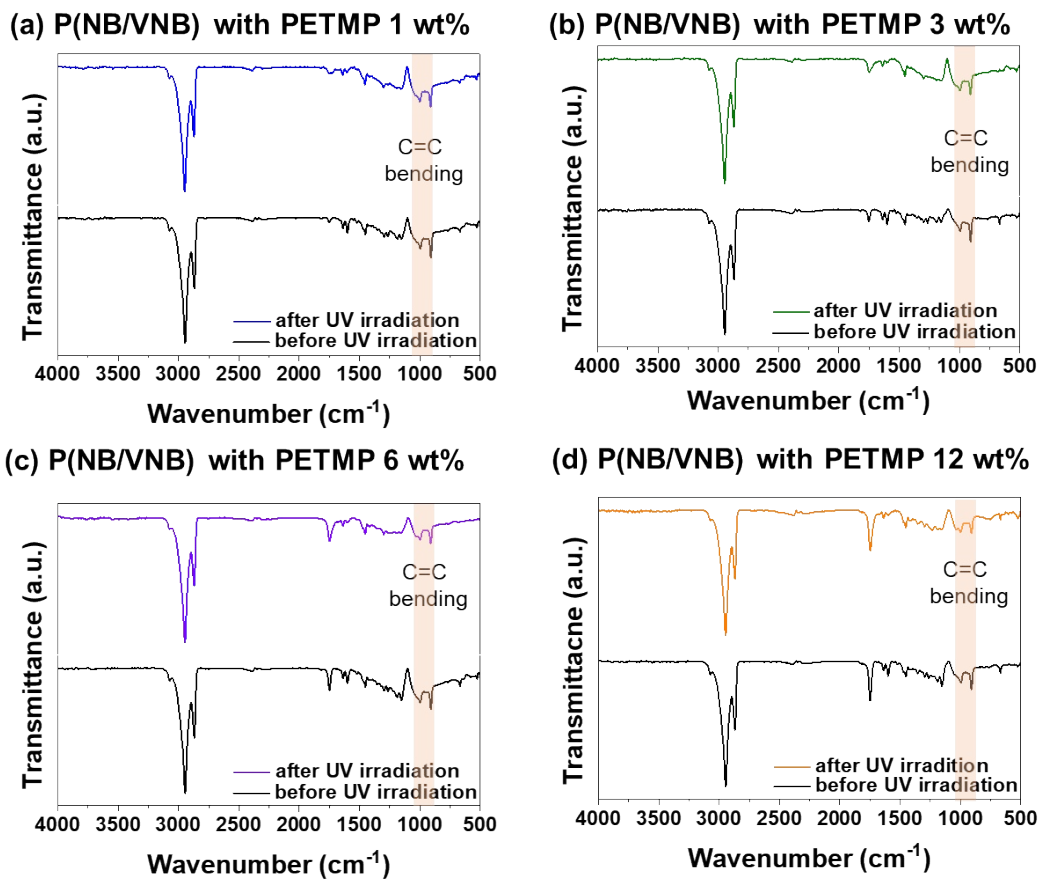 (a) P(NB/VNB) with PETMP 1 wt%
Transmittance (a.u.)
C=C
bending
after UV irradiation
before UV irradiation
4000 3500 3000 2500 2000 1500 1000 500
Wavenumber (cm-1)
(b) P(NB/VNB) with PETMP 3 wt%
Transmittance (a.u.)
C=C
bending
after UV irradiation
before UV irradiation
4000 3500 3000 2500 2000 1500 1000 500
Wavenumber (cm-1)
(c) P(NB/VNB) with PETMP 6 wt%
Transmittance (a.u.)
C=C
bending
after UV irradiation
before UV irradiation
4000 3500 3000 2500 2000 1500 1000 500
Wavenumber (cm-1)
(d) P(NB/VNB) with PETMP 12 wt%
Transmittacne (a.u.)
C=C
bending
after UV irradition
before UV irradiation
4000 3500 3000 2500 2000 1500 1000 500
Wavenumber (cm-1)